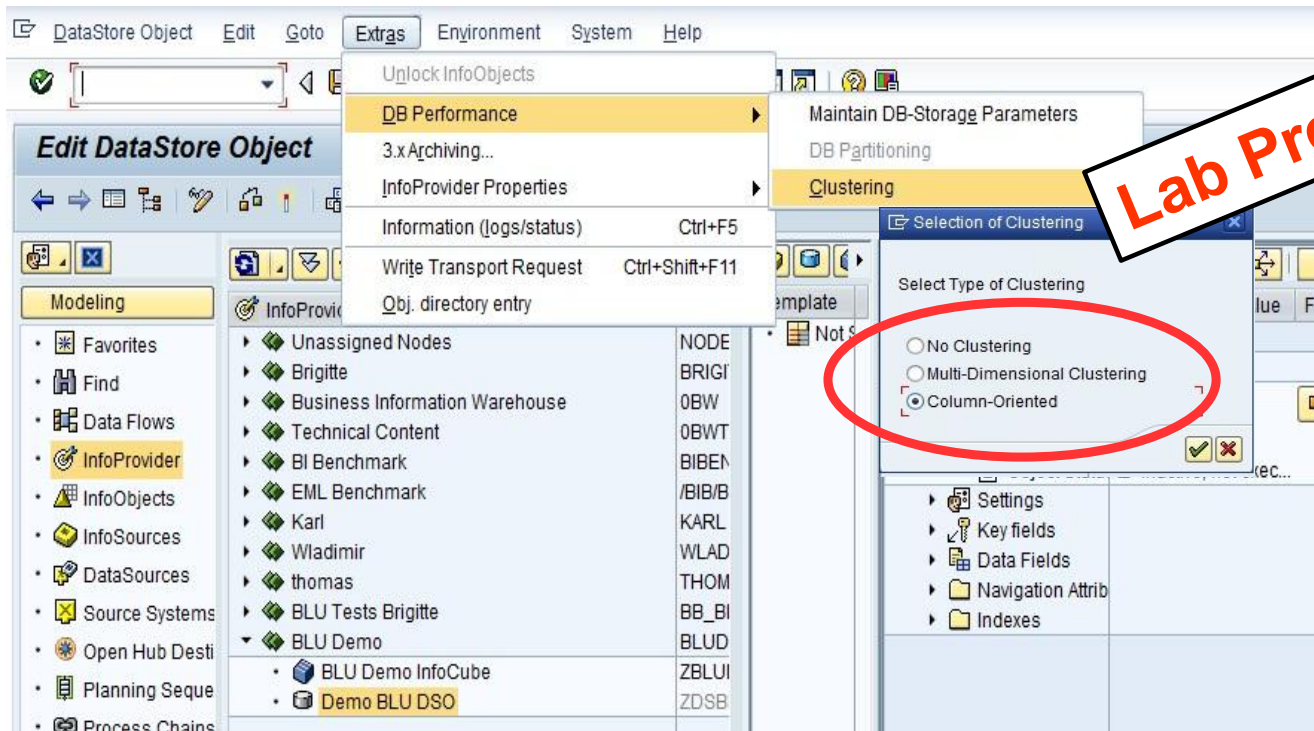 DataStore Object Edit Goto Extras Environment System Help
Unlock InfoObjects
DB Performance
3.x Archiving...
InfoProvider Properties
Information (logs/status) Ctrl+F5
Write Transport Request Ctrl+Shift+F11
Obj. directory entry
Maintain DB-Storage Parameters
DB Partitioning
Clustering
Lab Pre
Edit DataStore Object
Selection of Clustering
Select Type of Clustering
No Clustering
Multi-Dimensional Clustering
Column-Oriented
Modeling
Favorites
Find
Data Flows
InfoProvider
InfoObjects
InfoSources
DataSources
Source Systems
Open Hub Desti
Planning Seque
Process Chains
InfoProvi
Unassigned Nodes NODE
Brigitte BRIGI
Business Information Warehouse 0BW
Technical Content 0BWT
BI Benchmark BIBEN
EML Benchmark /BIB/B
Karl KARL
Wladimir WLAD
thomas THOM
BLU Tests Brigitte BB_BI
BLU Demo BLUD
BLU Demo InfoCube ZBLUI
Demo BLU DSO ZDSB
emplate
Not S
lue F
xec...
Settings
Key fields
Data Fields
Navigation Attrib
Indexes